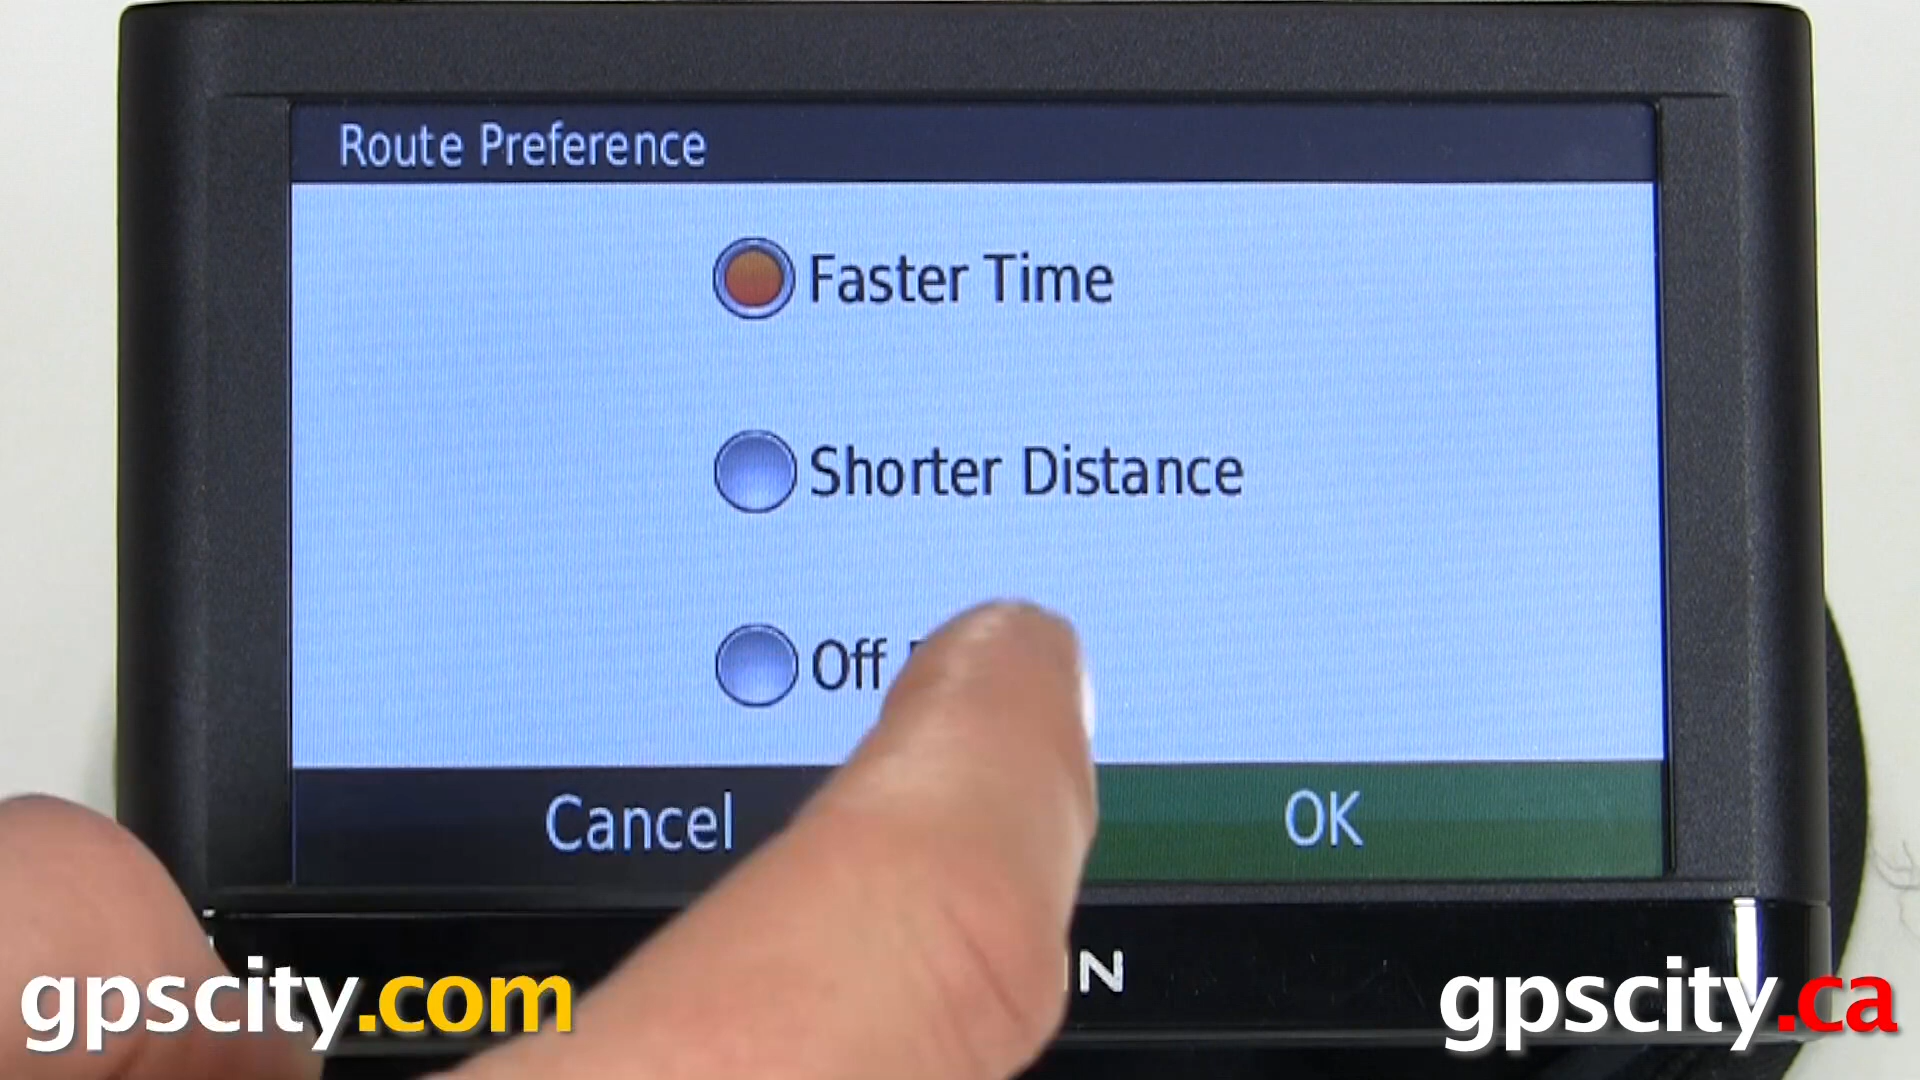 Route Preference
Faster Time
Shorter Distance
Off
Cancel
OK
N
gpscity.com
gpscity.ca